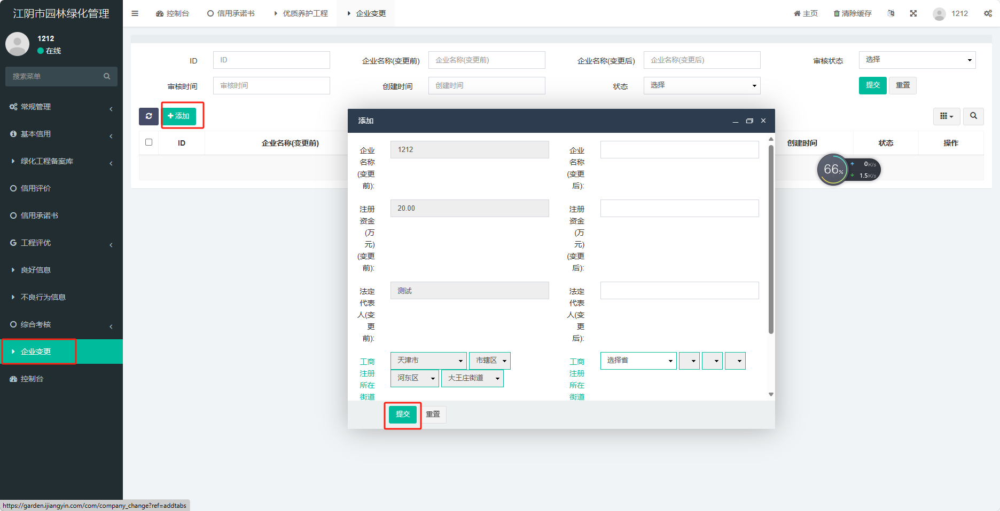 江阴市园林绿化管理
控制台
信用承诺书
优质养护工程
企业变更
主页
清除缓存
1212
1212
在线
搜索菜单
常规管理
基本信用
绿化工程备案库
信用评价
信用承诺书
工程评优
良好信息
不良行为信息
综合考核
企业变更
控制台
ID
ID
企业名称(变更前)
企业名称(变更前)
企业名称(变更后)
企业名称(变更后)
审核状态
选择
审核时间
审核时间
创建时间
创建时间
状态
选择
提交
重置
添加
ID
企业名称(变更前)
创建时间
状态
操作
66%
0K/s
1.5K/s
添加
企业
名称
(变更
前):
1212
企业
名称
(变更
后):
注册
资金
(万
元)
(变更
前):
20.00
注册
资金
(万
元)
(变更
后):
法定
代表
人(变
更
前):
测试
法定
代表
人(变
更
后):
工商
注册
所在
街道
天津市
市辖区
河东区
大王庄街道
工商
注册
所在
街道
选择省
提交
重置
https://garden.ijiangyin.com/com/company_change?ref=addtabs